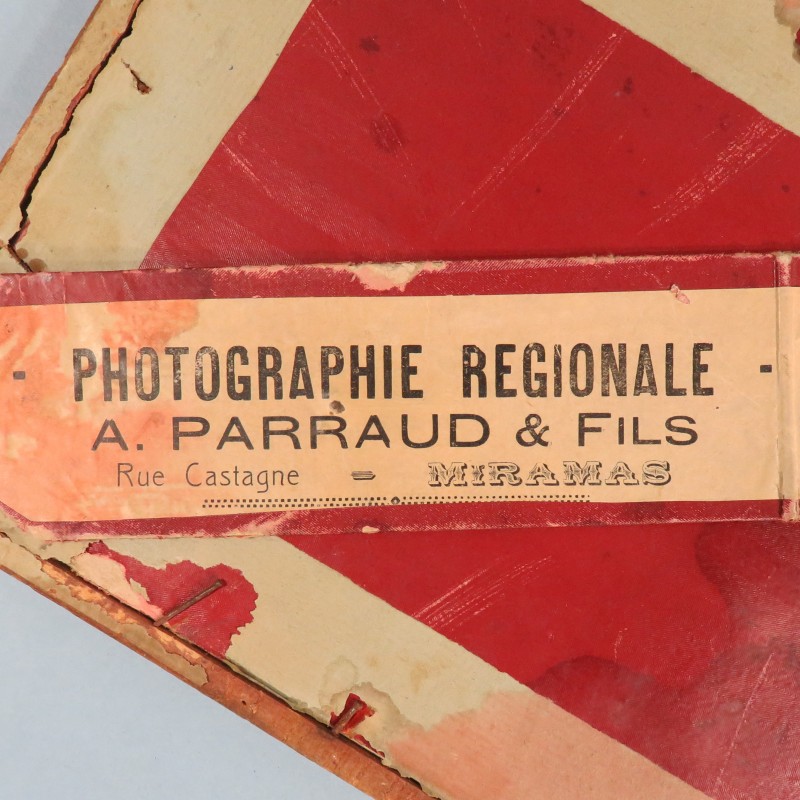 - PHOTOGRAPHIE REGIONALE -
A. PARRAUD & FILS
Rue Castagne = MIRAMAS